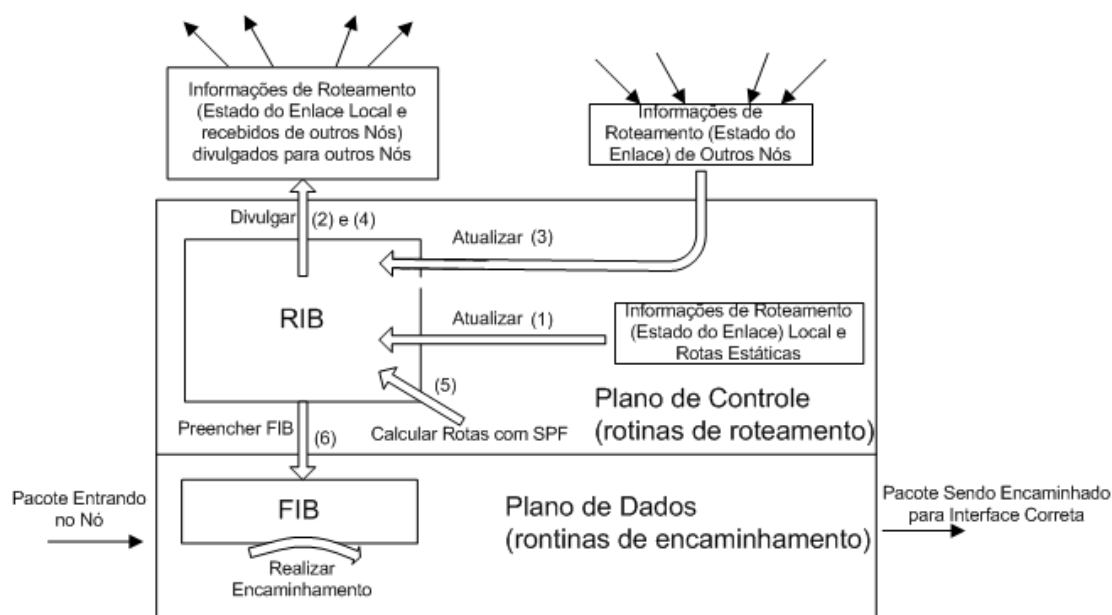 Informações de Roteamento
(Estado do Enlace Local e
recebidos de outros Nós)
divulgados para outros Nós
Informações de
Roteamento (Estado do
Enlace) de Outros Nós
Divulgar
(2) e (4)
Atualizar (3)
RIB
Atualizar (1)
Informações de Roteamento
(Estado do Enlace) Local e
Rotas Estáticas
(5)
Calcular Rotas com SPF
Plano de Controle
(rotinas de roteamento)
Preencher FIB
(6)
Pacote Entrando
no Nó
FIB
Realizar
Encaminhamento
Plano de Dados
(rontinas de encaminhamento)
Pacote Sendo Encaminhado
para Interface Correta